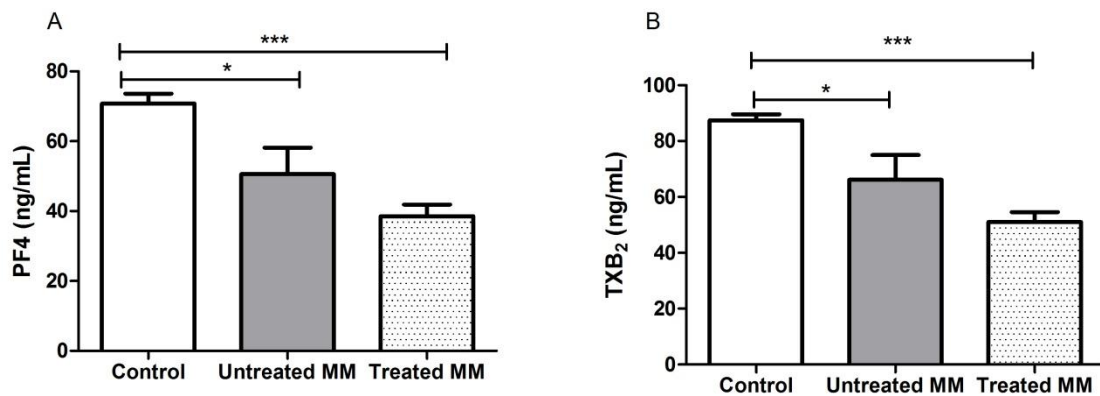 A
***
*
80
60
40
20
0
PF4 (ng/mL)
Control Untreated MM Treated MM
B
***
*
100
80
60
40
20
0
TXB₂ (ng/mL)
Control Untreated MM Treated MM